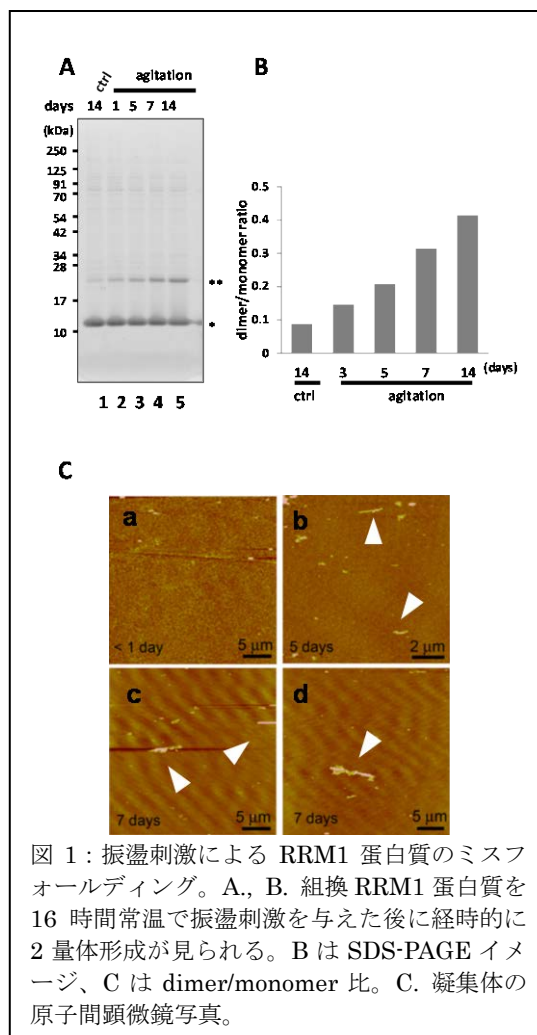 A
ctrl
agitation
days 14 1 5 7 14
(kDa)
250
125
91
70
54
42
34
28
17
10
**
*
1 2 3 4 5
B
dimer/monomer ratio
0.5
0.4
0.3
0.2
0.1
0
14 3 5 7 14 (days)
ctrl agitation
C
a
< 1 day
5 μm
b
5 days
2 μm
c
7 days
5 μm
d
7 days
5 μm
図 1：振盪刺激による RRM1 蛋白質のミスフ
ォールディング。A., B. 組換 RRM1 蛋白質を
16 時間常温で振盪刺激を与えた後に経時的に
2 量体形成が見られる。B は SDS-PAGE イメ
ージ、C は dimer/monomer 比。C. 凝集体の
原子間顕微鏡写真。